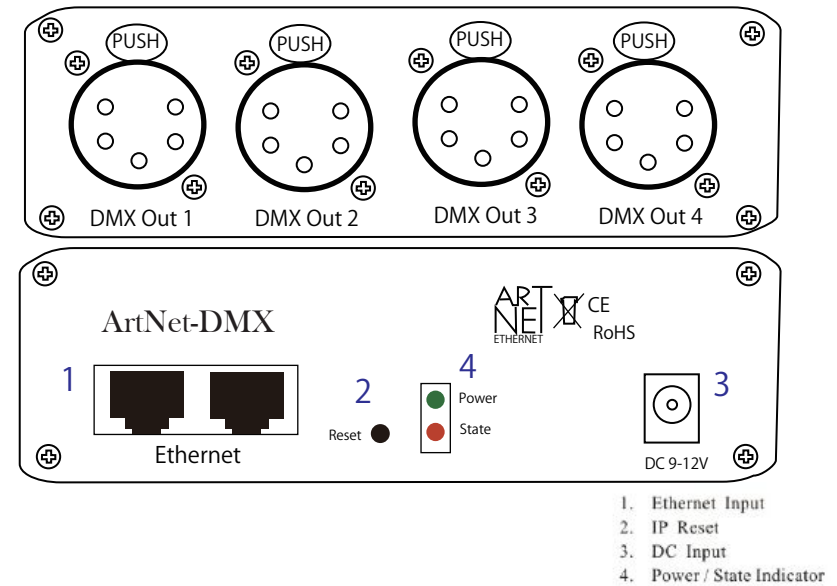 PUSH PUSH PUSH PUSH
DMX Out 1 DMX Out 2 DMX Out 3 DMX Out 4
ArtNet-DMX
ART
NET
ETHERNET
CE
RoHS
1
2
4
3
Power
State
Reset
Ethernet
DC 9-12V
1. Ethernet Input
2. IP Reset
3. DC Input
4. Power / State Indicator